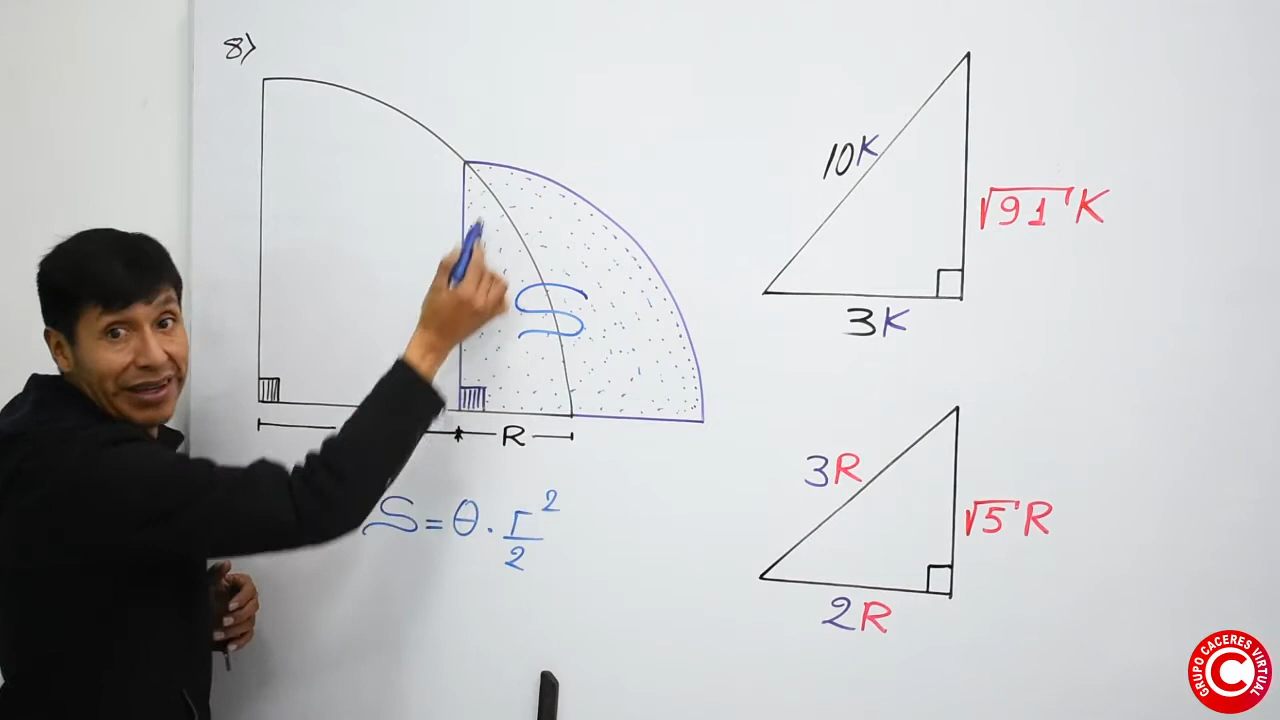 8)
10K
√91 K
3K
S
R
3R
√5 R
2R
S = θ · r²/2
GRUPO CACERES VIRTUAL
C